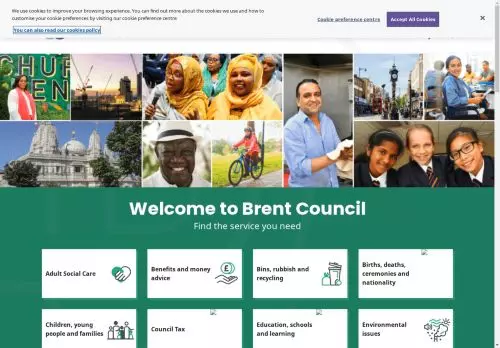 We use cookies to improve your browsing experience. You can find out more about the cookies we use and how to
customise your cookie preferences by visiting our cookie preference centre
You can also read our cookies policy
Cookie preference centre
Accept All Cookies
CHUR
EN
Welcome to Brent Council
Find the service you need
Adult Social Care
Benefits and money
advice
Bins, rubbish and
recycling
Births, deaths,
ceremonies and
nationality
Children, young
people and families
Council Tax
Education, schools
and learning
Environmental
issues